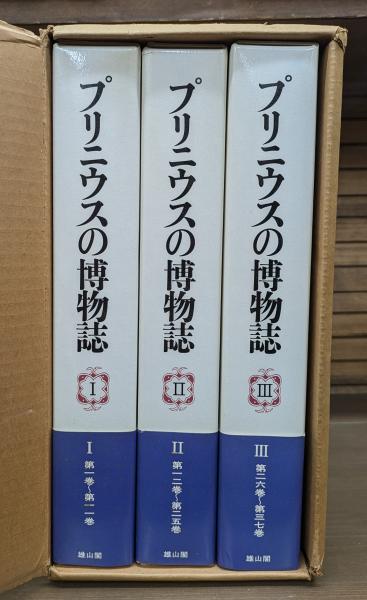 プリニウスの博物誌
I
I
第一巻〜第一一巻
プリニウスの博物誌
II
II
第一二巻〜第二五巻
雄山閣
プリニウスの博物誌
III
III
第二六巻〜第三七巻
雄山閣
雄山閣